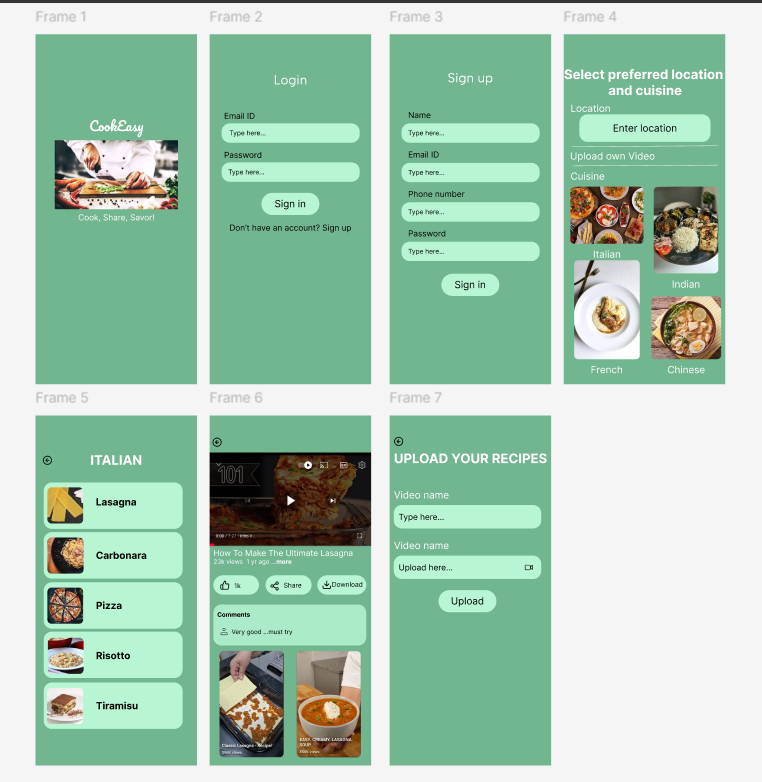 Frame 1
CookEasy
Cook, Share, Savor!
Frame 2
Login
Email ID
Type here...
Password
Type here...
Sign in
Don't have an account? Sign up
Frame 3
Sign up
Name
Type here...
Email ID
Type here...
Phone number
Type here...
Password
Type here...
Sign in
Frame 4
Select preferred location
and cuisine
Location
Enter location
Upload own Video
Cuisine
Italian
Indian
French
Chinese
Frame 5
ITALIAN
Lasagna
Carbonara
Pizza
Risotto
Tiramisu
Frame 6
101
How To Make The Ultimate Lasagna
23k views 1 yr ago ...more
1k
Share
Download
Comments
Very good ...must try
Classic Lasagna - Recipe!
views
EASY, CREAMY, LASAGNA
SOUP
views
Frame 7
UPLOAD YOUR RECIPES
Video name
Type here...
Video name
Upload here...
Upload